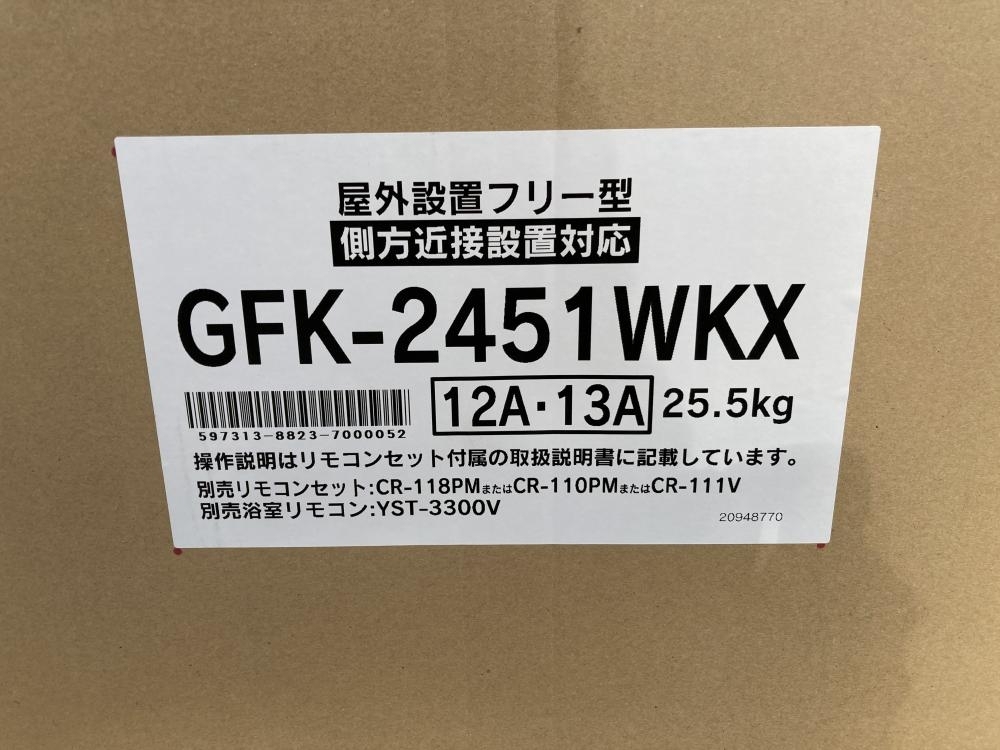 屋外設置フリー型
側方近接設置対応
GFK-2451WKX
12A・13A 25.5kg
597313-8823-7000052
操作説明はリモコンセット付属の取扱説明書に記載しています。
別売リモコンセット:CR-118PMまたはCR-110PMまたはCR-111V
別売浴室リモコン:YST-3300V
20948770